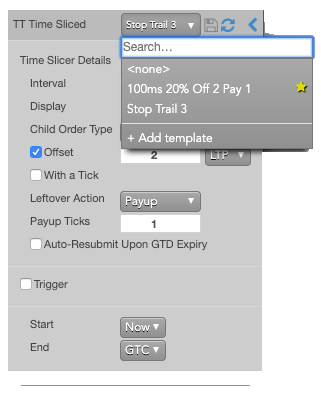 TT Time Sliced Stop Trail 3
Search...
<none>
Time Slicer Details
100ms 20% Off 2 Pay 1
Interval
Display
Stop Trail 3
Child Order Type
+ Add template
Offset 2 LTP
With a Tick
Leftover Action Payup
Payup Ticks 1
Auto-Resubmit Upon GTD Expiry
Trigger
Start Now
End GTC